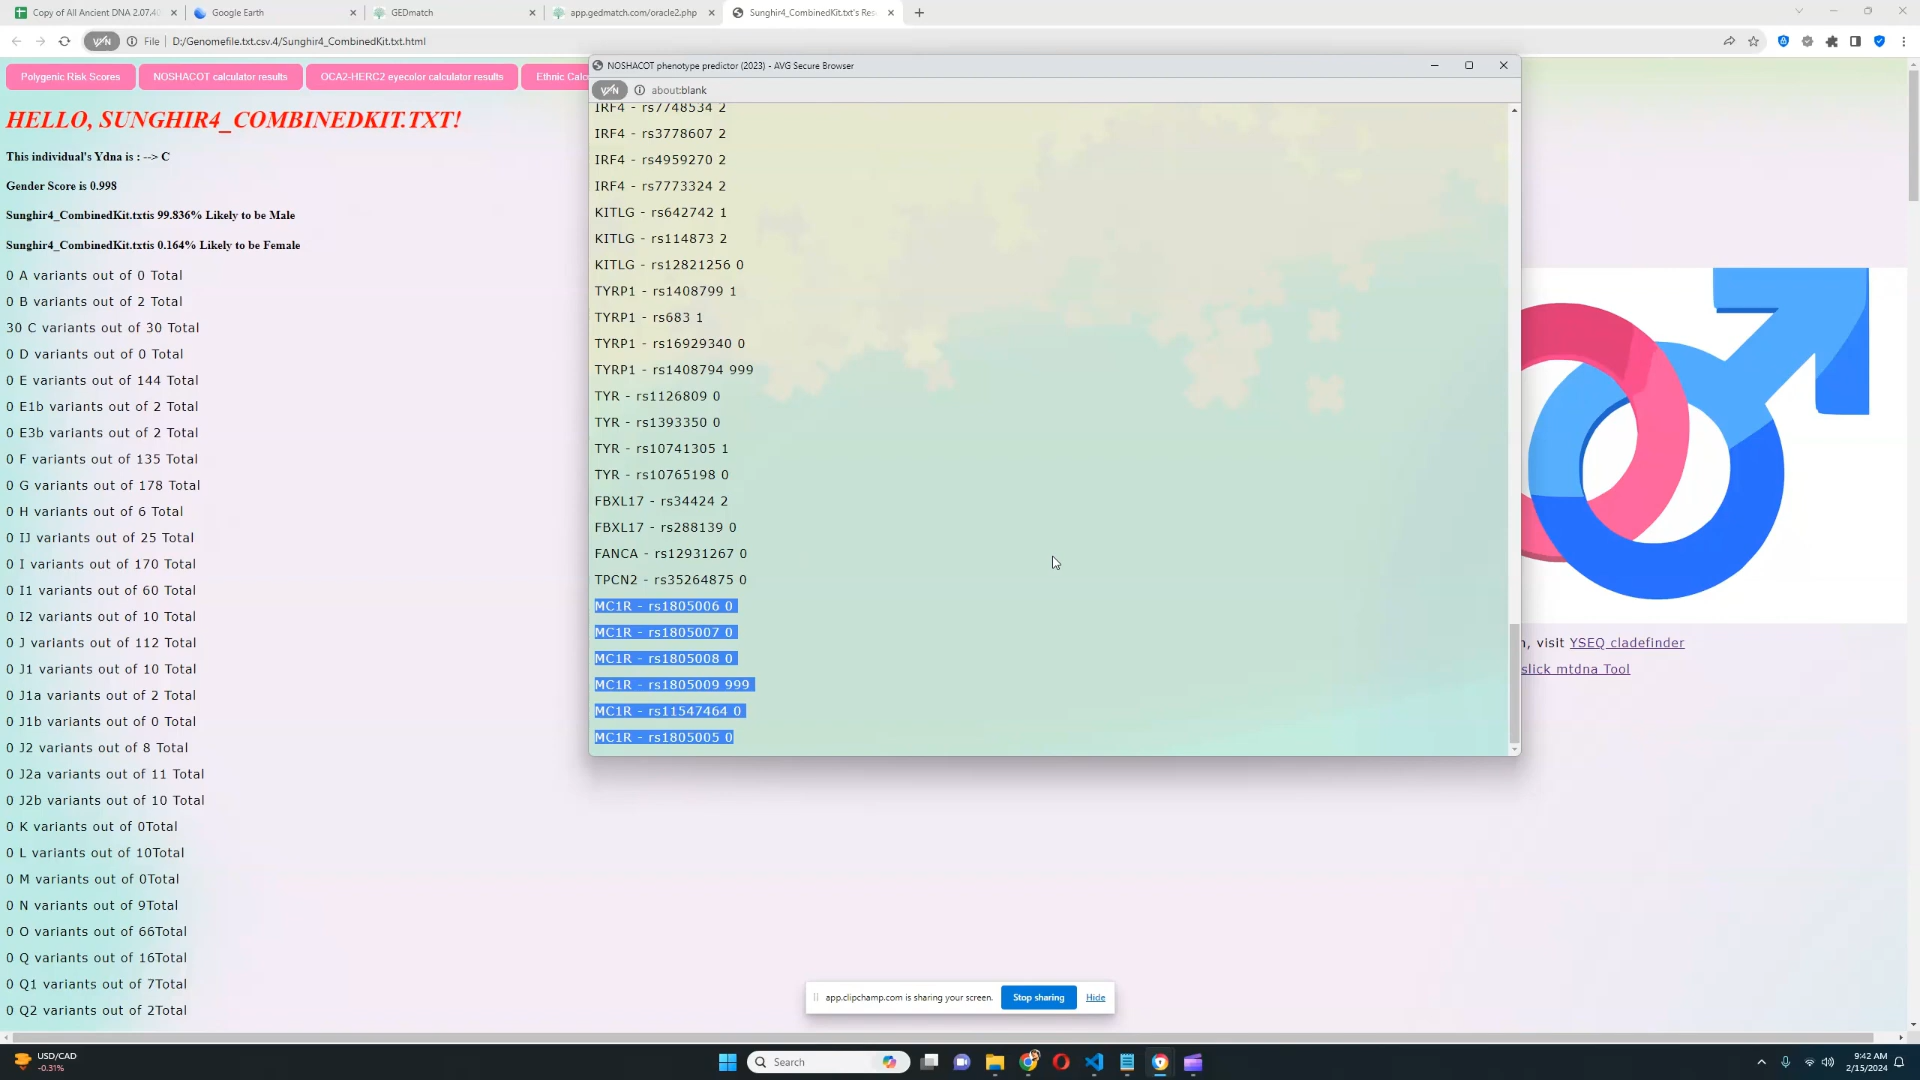 Copy of All Ancient DNA 2.07.40
Google Earth
GEDmatch
app.gedmatch.com/oracle2.php
Sunghir4_CombinedKit.txt's Res
VPN
File
D:/Genomefile.txt.csv.4/Sunghir4_CombinedKit.txt.html
Polygenic Risk Scores
NOSHACOT calculator results
OCA2-HERC2 eyecolor calculator results
Ethnic Calc
HELLO, SUNGHIR4_COMBINEDKIT.TXT!
This individual's Ydna is : --> C
Gender Score is 0.998
Sunghir4_CombinedKit.txtis 99.836% Likely to be Male
Sunghir4_CombinedKit.txtis 0.164% Likely to be Female
0 A variants out of 0 Total
0 B variants out of 2 Total
30 C variants out of 30 Total
0 D variants out of 0 Total
0 E variants out of 144 Total
0 E1b variants out of 2 Total
0 E3b variants out of 2 Total
0 F variants out of 135 Total
0 G variants out of 178 Total
0 H variants out of 6 Total
0 IJ variants out of 25 Total
0 I variants out of 170 Total
0 I1 variants out of 60 Total
0 I2 variants out of 10 Total
0 J variants out of 112 Total
0 J1 variants out of 10 Total
0 J1a variants out of 2 Total
0 J1b variants out of 0 Total
0 J2 variants out of 8 Total
0 J2a variants out of 11 Total
0 J2b variants out of 10 Total
0 K variants out of 0Total
0 L variants out of 10Total
0 M variants out of 0Total
0 N variants out of 9Total
0 O variants out of 66Total
0 Q variants out of 16Total
0 Q1 variants out of 7Total
0 Q2 variants out of 2Total
NOSHACOT phenotype predictor (2023) - AVG Secure Browser
VPN
about:blank
IRF4 - rs7748534 2
IRF4 - rs3778607 2
IRF4 - rs4959270 2
IRF4 - rs7773324 2
KITLG - rs642742 1
KITLG - rs114873 2
KITLG - rs12821256 0
TYRP1 - rs1408799 1
TYRP1 - rs683 1
TYRP1 - rs16929340 0
TYRP1 - rs1408794 999
TYR - rs1126809 0
TYR - rs1393350 0
TYR - rs10741305 1
TYR - rs10765198 0
FBXL17 - rs34424 2
FBXL17 - rs288139 0
FANCA - rs12931267 0
TPCN2 - rs35264875 0
MC1R - rs1805006 0
MC1R - rs1805007 0
MC1R - rs1805008 0
MC1R - rs1805009 999
MC1R - rs11547464 0
MC1R - rs1805005 0
n, visit YSEQ cladefinder
slick mtdna Tool
app.clipchamp.com is sharing your screen.
Stop sharing
Hide
USD/CAD
-0.31%
Search
9:42 AM
2/15/2024